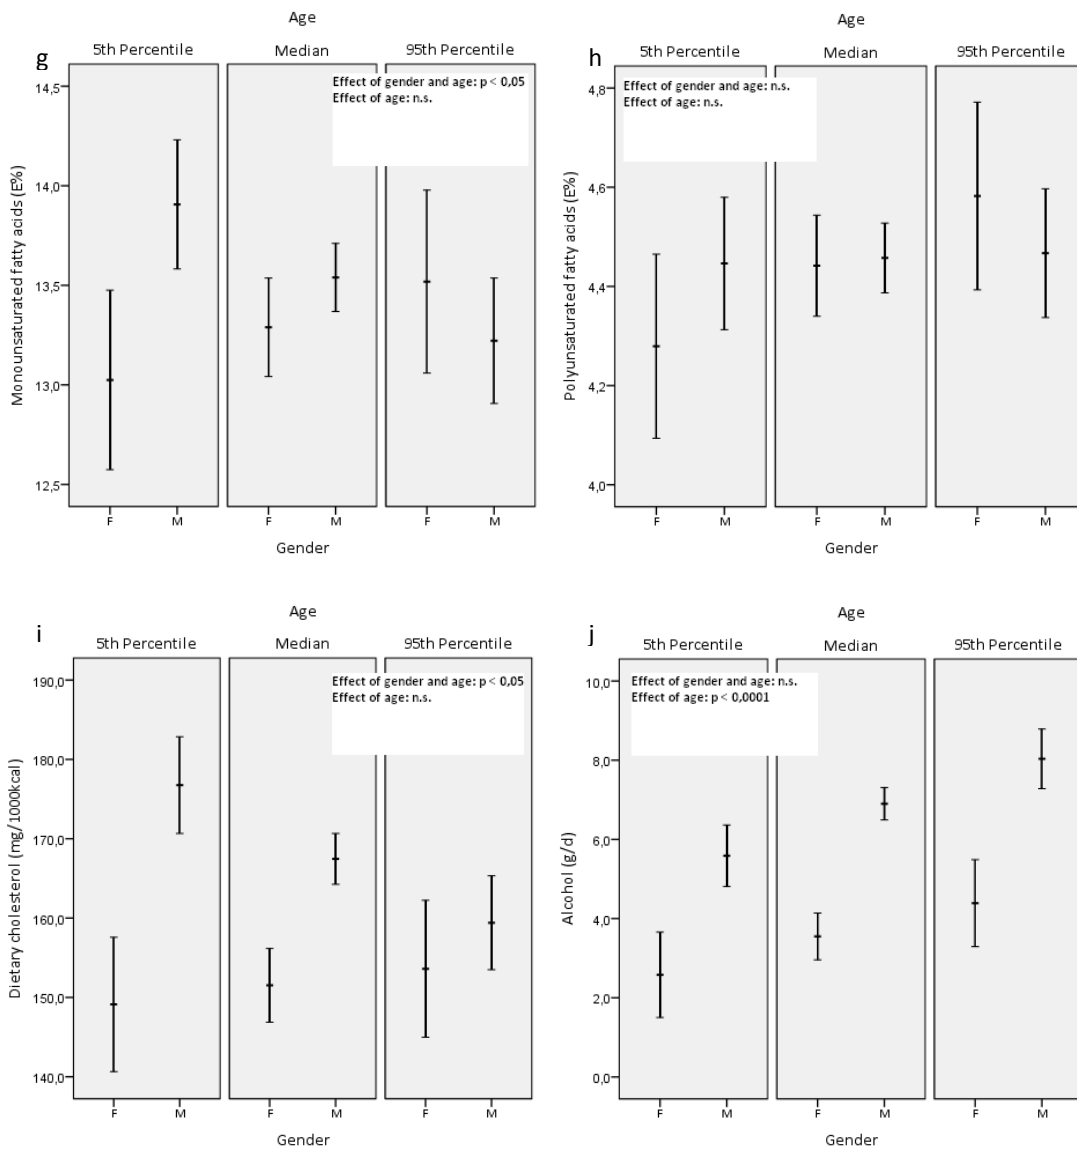 g
Age
5th Percentile Median 95th Percentile
Effect of gender and age: p < 0,05
Effect of age: n.s.
Monounsaturated fatty acids (E%)
14,5
14,0
13,5
13,0
12,5
F M F M F M
Gender
h
Age
5th Percentile Median 95th Percentile
Effect of gender and age: n.s.
Effect of age: n.s.
Polyunsaturated fatty acids (E%)
4,8
4,6
4,4
4,2
4,0
F M F M F M
Gender
i
Age
5th Percentile Median 95th Percentile
Effect of gender and age: p < 0,05
Effect of age: n.s.
Dietary cholesterol (mg/1000kcal)
190,0
180,0
170,0
160,0
150,0
140,0
F M F M F M
Gender
j
Age
5th Percentile Median 95th Percentile
Effect of gender and age: n.s.
Effect of age: p < 0,0001
Alcohol (g/d)
10,0
8,0
6,0
4,0
2,0
0,0
F M F M F M
Gender